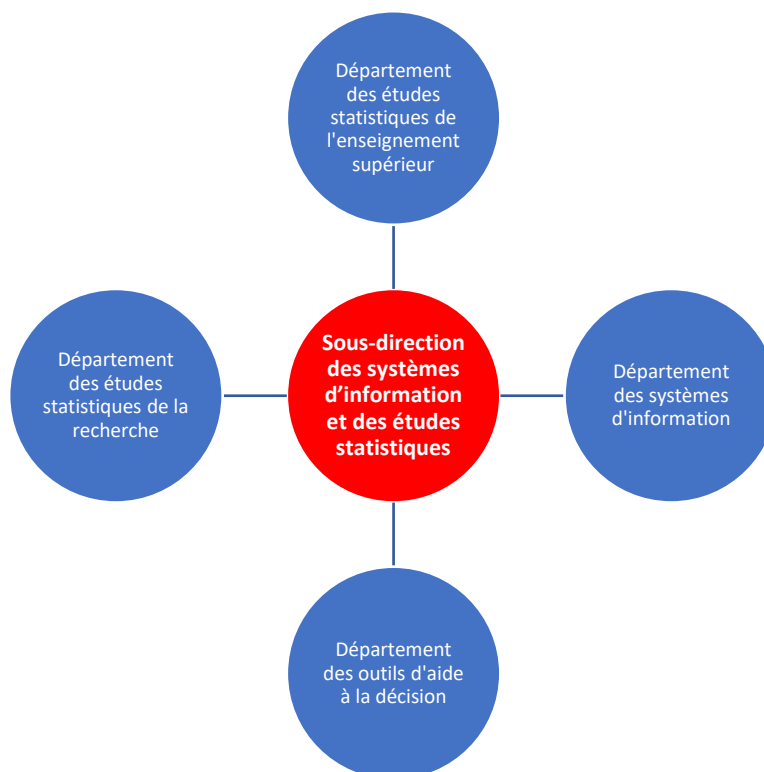 Département
des études
statistiques de
l'enseignement
supérieur
Département
des études
statistiques de la
recherche
Sous-direction
des systèmes
d’information
et des études
statistiques
Département
des systèmes
d'information
Département
des outils d'aide
à la décision